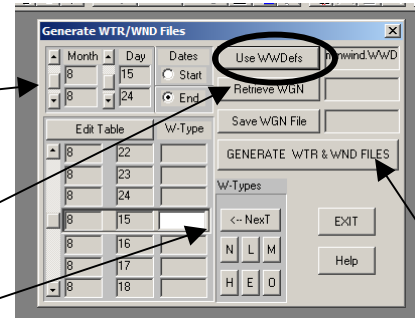 Generate WTR/WND Files
Month Day Dates
8 15 Start
8 24 End
Use WWDefs
Retrieve WGN
Save WGN File
GENERATE WTR & WND FILES
Edit Table W-Type
8 22
8 23
8 24
8 15
8 16
8 17
8 18
W-Types
<-- NexT
N L M
H E O
EXIT
Help